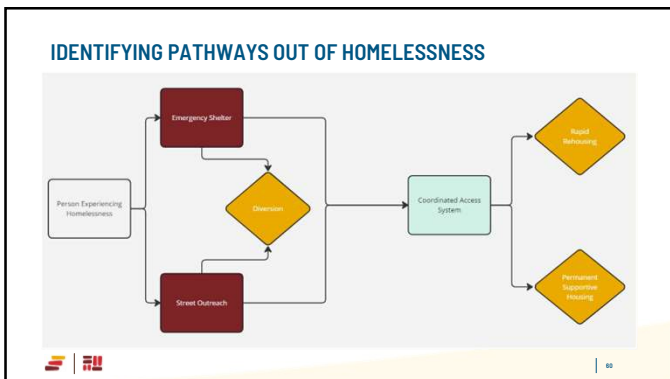 IDENTIFYING PATHWAYS OUT OF HOMELESSNESS
Emergency Shelter
Rapid
Rehousing
Person Experiencing
Homelessness
Diversion
Coordinated Access
System
Street Outreach
Permanent
Supportive
Housing
60